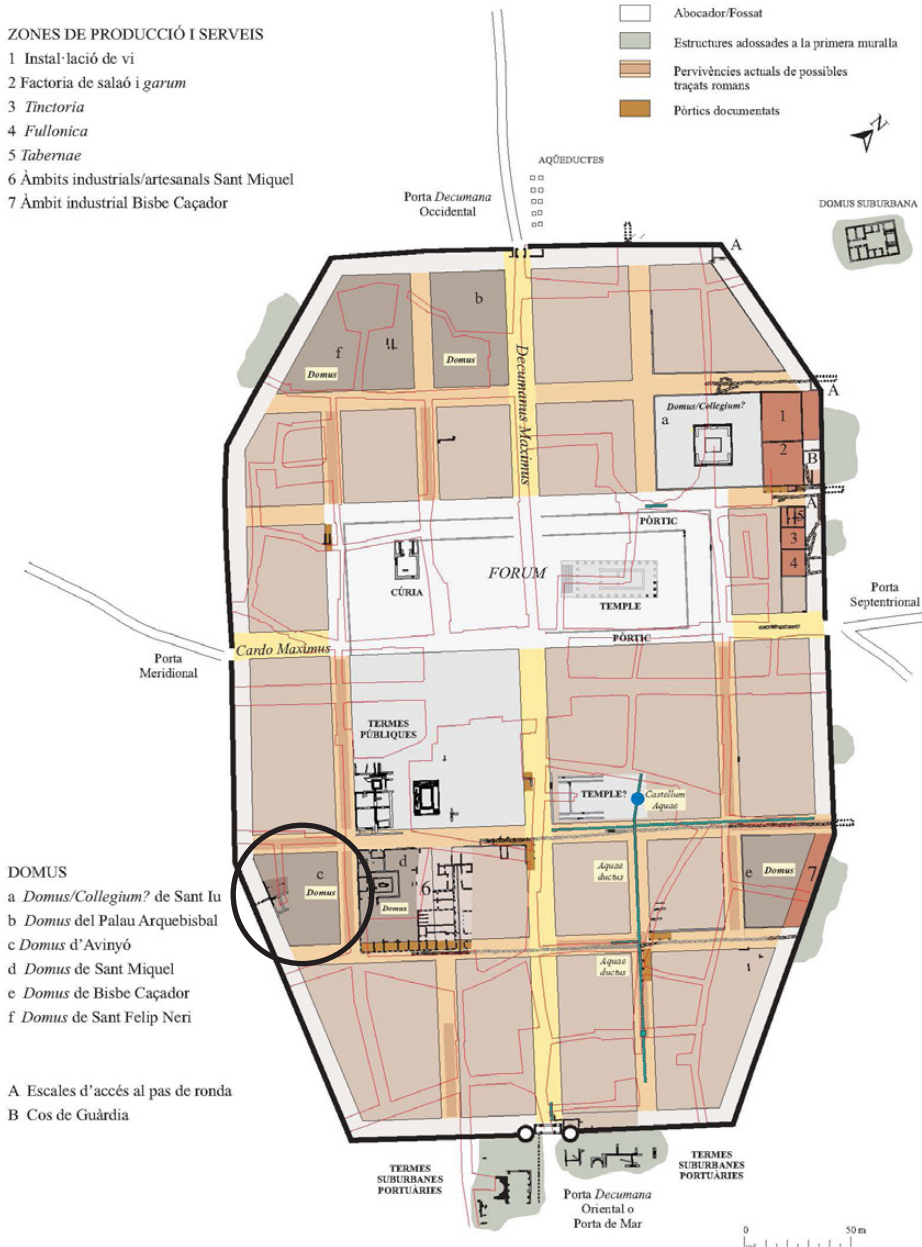 ZONES DE PRODUCCIÓ I SERVEIS
1 Instal·lació de vi
2 Factoria de salaó i garum
3 Tinctoria
4 Fullonica
5 Tabernae
6 Àmbits industrials/artesanals Sant Miquel
7 Àmbit industrial Bisbe Caçador
Abocador/Fossat
Estructures adossades a la primera muralla
Pervivències actuals de possibles
traçats romans
Pòrtics documentats
N
AQÜEDUCTES
DOMUS SUBURBANA
Porta Decumana
Occidental
A
b
f
Domus
Domus
Decumanus Maximus
Domus/Collegium?
a
1
A
2
B
A
PÒRTIC
5
3
4
CÚRIA
FORUM
TEMPLE
Porta
Septentrional
PÒRTIC
Cardo Maximus
Porta
Meridional
TERMES
PÚBLIQUES
TEMPLE?
Castellum
Aquae
c
Domus
d
Domus
6
Aquae
ductus
e
Domus
7
Aquae
ductus
DOMUS
a Domus/Collegium? de Sant Iu
b Domus del Palau Arquebisbal
c Domus d'Avinyó
d Domus de Sant Miquel
e Domus de Bisbe Caçador
f Domus de Sant Felip Neri
A Escales d'accés al pas de ronda
B Cos de Guàrdia
TERMES
SUBURBANES
PORTUÀRIES
Porta Decumana
Oriental o
Porta de Mar
TERMES
SUBURBANES
PORTUÀRIES
0 50 m